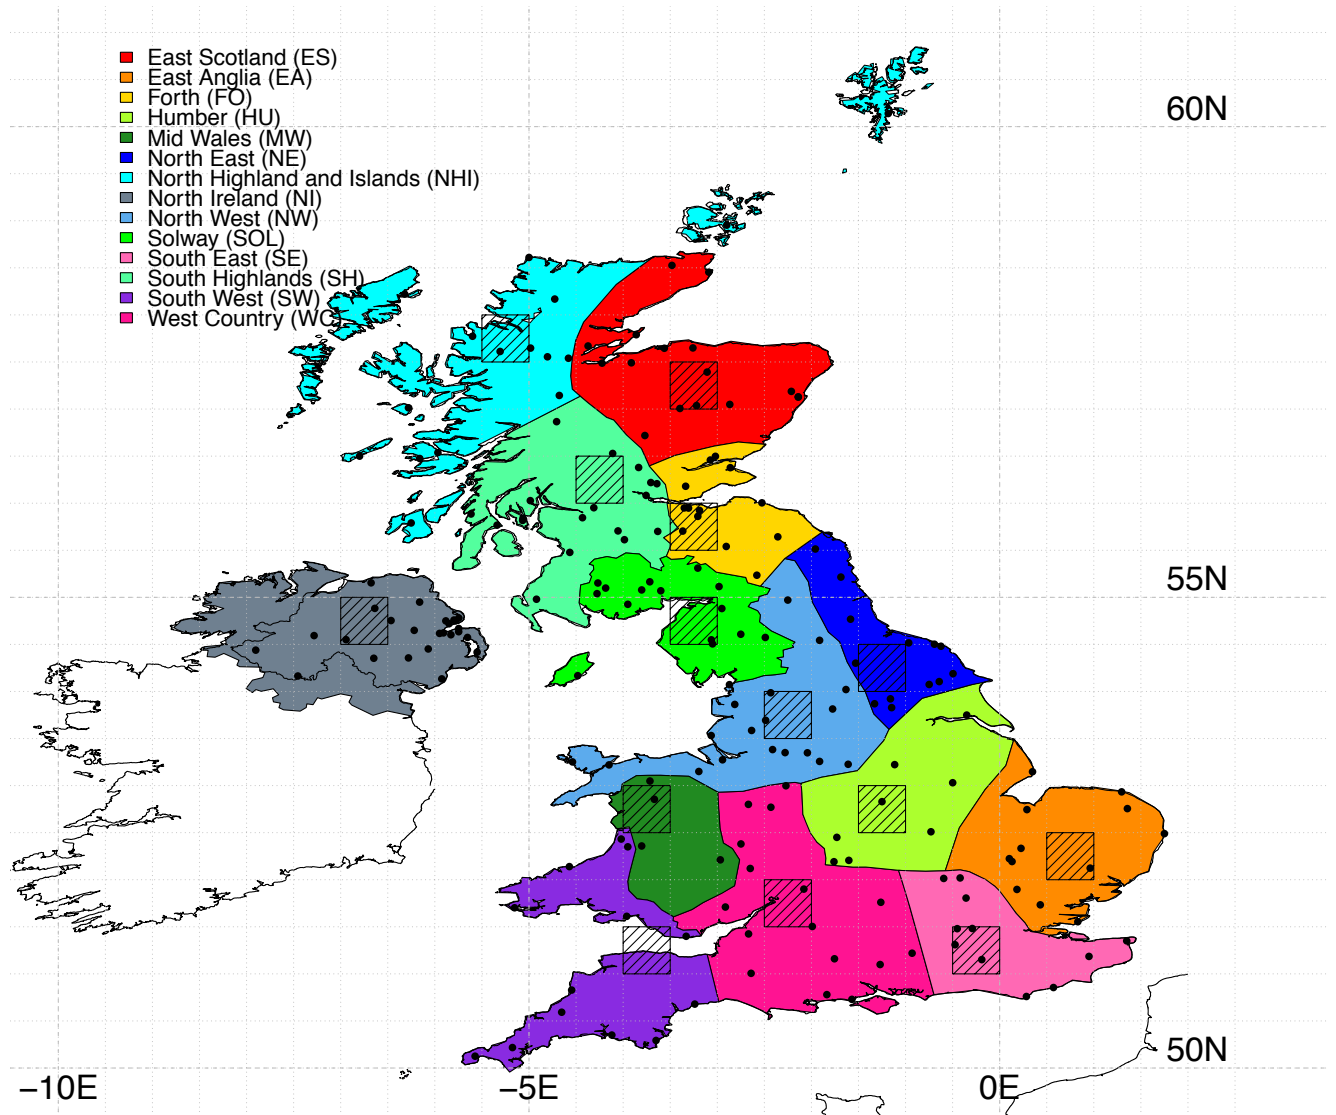 East Scotland (ES)
East Anglia (EA)
Forth (FO)
Humber (HU)
Mid Wales (MW)
North East (NE)
North Highland and Islands (NHI)
North Ireland (NI)
North West (NW)
Solway (SOL)
South East (SE)
South Highlands (SH)
South West (SW)
West Country (WC)
60N
55N
50N
−10E
−5E
0E